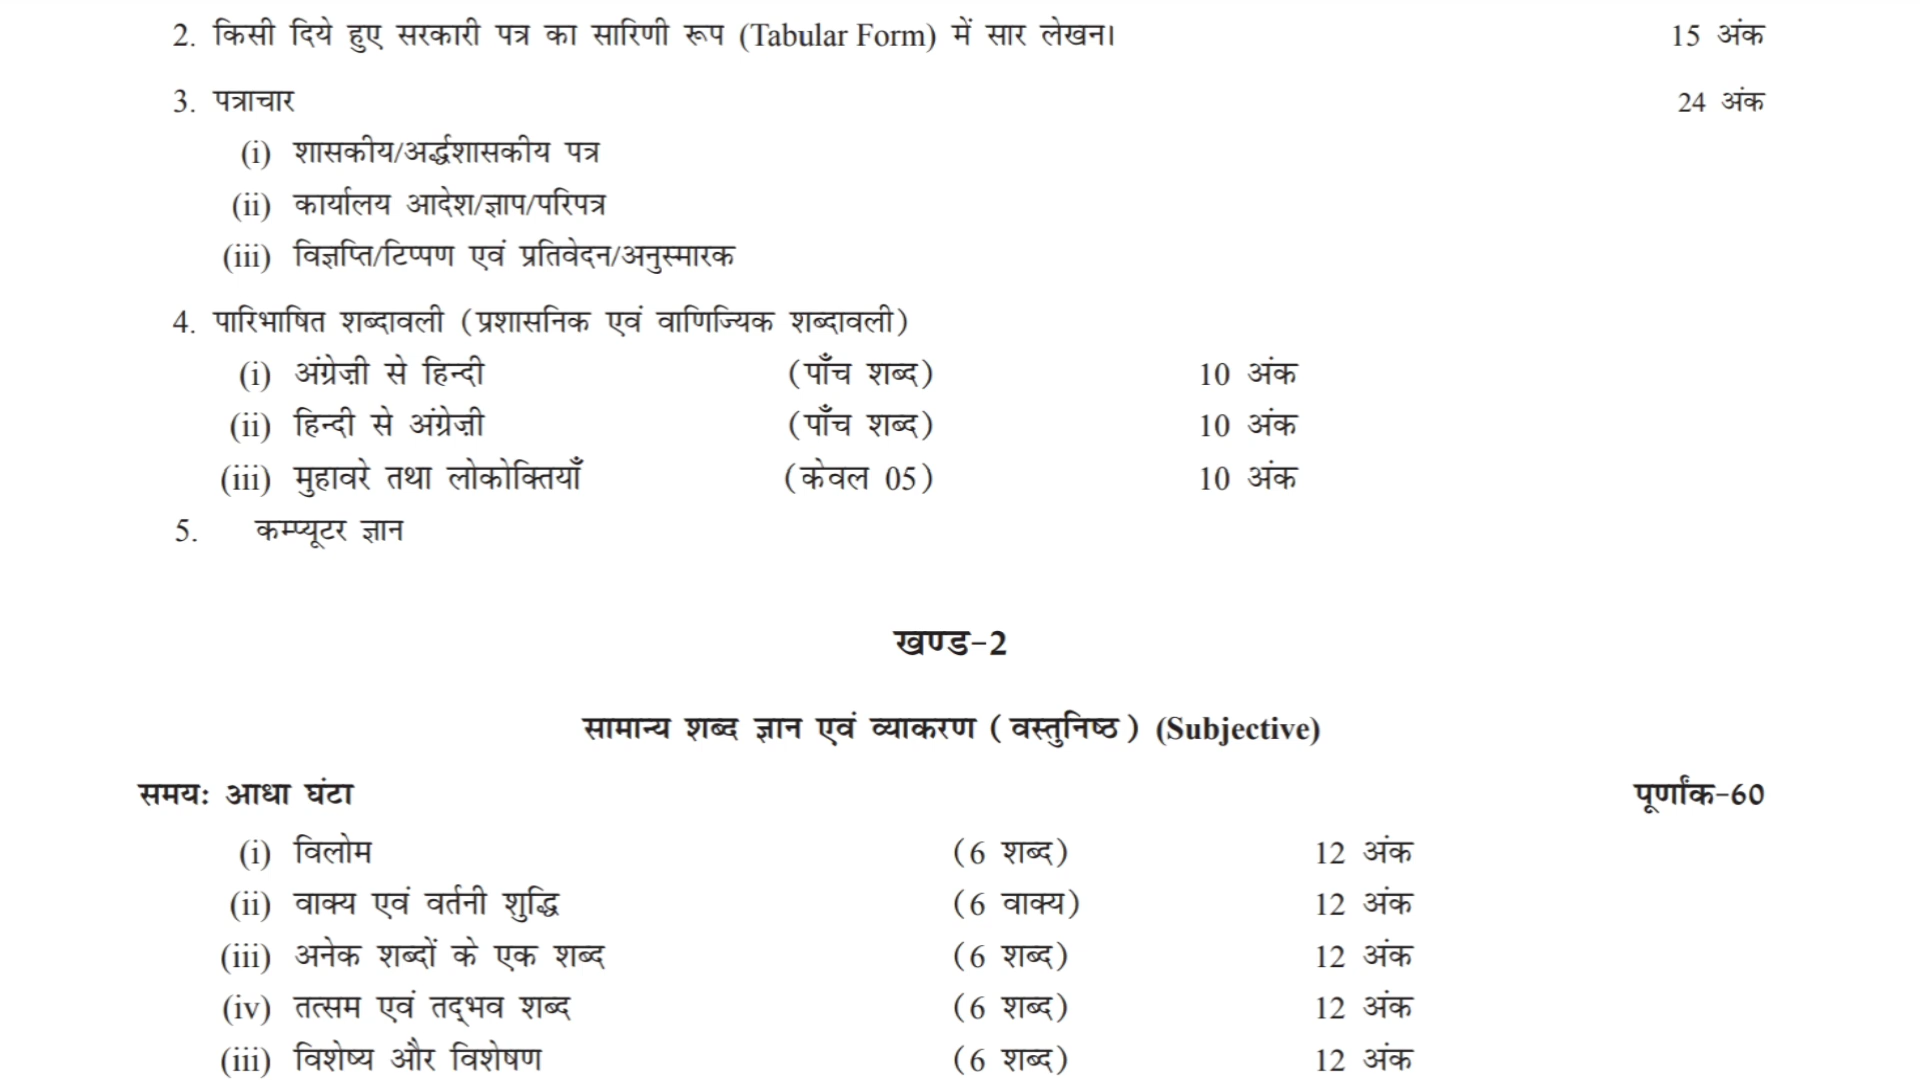 2. किसी दिये हुए सरकारी पत्र का सारिणी रूप (Tabular Form) में सार लेखन। 15 अंक
3. पत्राचार 24 अंक
(i) शासकीय/अर्द्धशासकीय पत्र
(ii) कार्यालय आदेश/ज्ञाप/परिपत्र
(iii) विज्ञप्ति/टिप्पण एवं प्रतिवेदन/अनुस्मारक
4. पारिभाषित शब्दावली (प्रशासनिक एवं वाणिज्यिक शब्दावली)
(i) अंग्रेज़ी से हिन्दी (पाँच शब्द) 10 अंक
(ii) हिन्दी से अंग्रेज़ी (पाँच शब्द) 10 अंक
(iii) मुहावरे तथा लोकोक्तियाँ (केवल 05) 10 अंक
5. कम्प्यूटर ज्ञान
खण्ड-2
सामान्य शब्द ज्ञान एवं व्याकरण (वस्तुनिष्ठ) (Subjective)
समयः आधा घंटा पूर्णांक-60
(i) विलोम (6 शब्द) 12 अंक
(ii) वाक्य एवं वर्तनी शुद्धि (6 वाक्य) 12 अंक
(iii) अनेक शब्दों के एक शब्द (6 शब्द) 12 अंक
(iv) तत्सम एवं तद्भव शब्द (6 शब्द) 12 अंक
(iii) विशेष्य और विशेषण (6 शब्द) 12 अंक